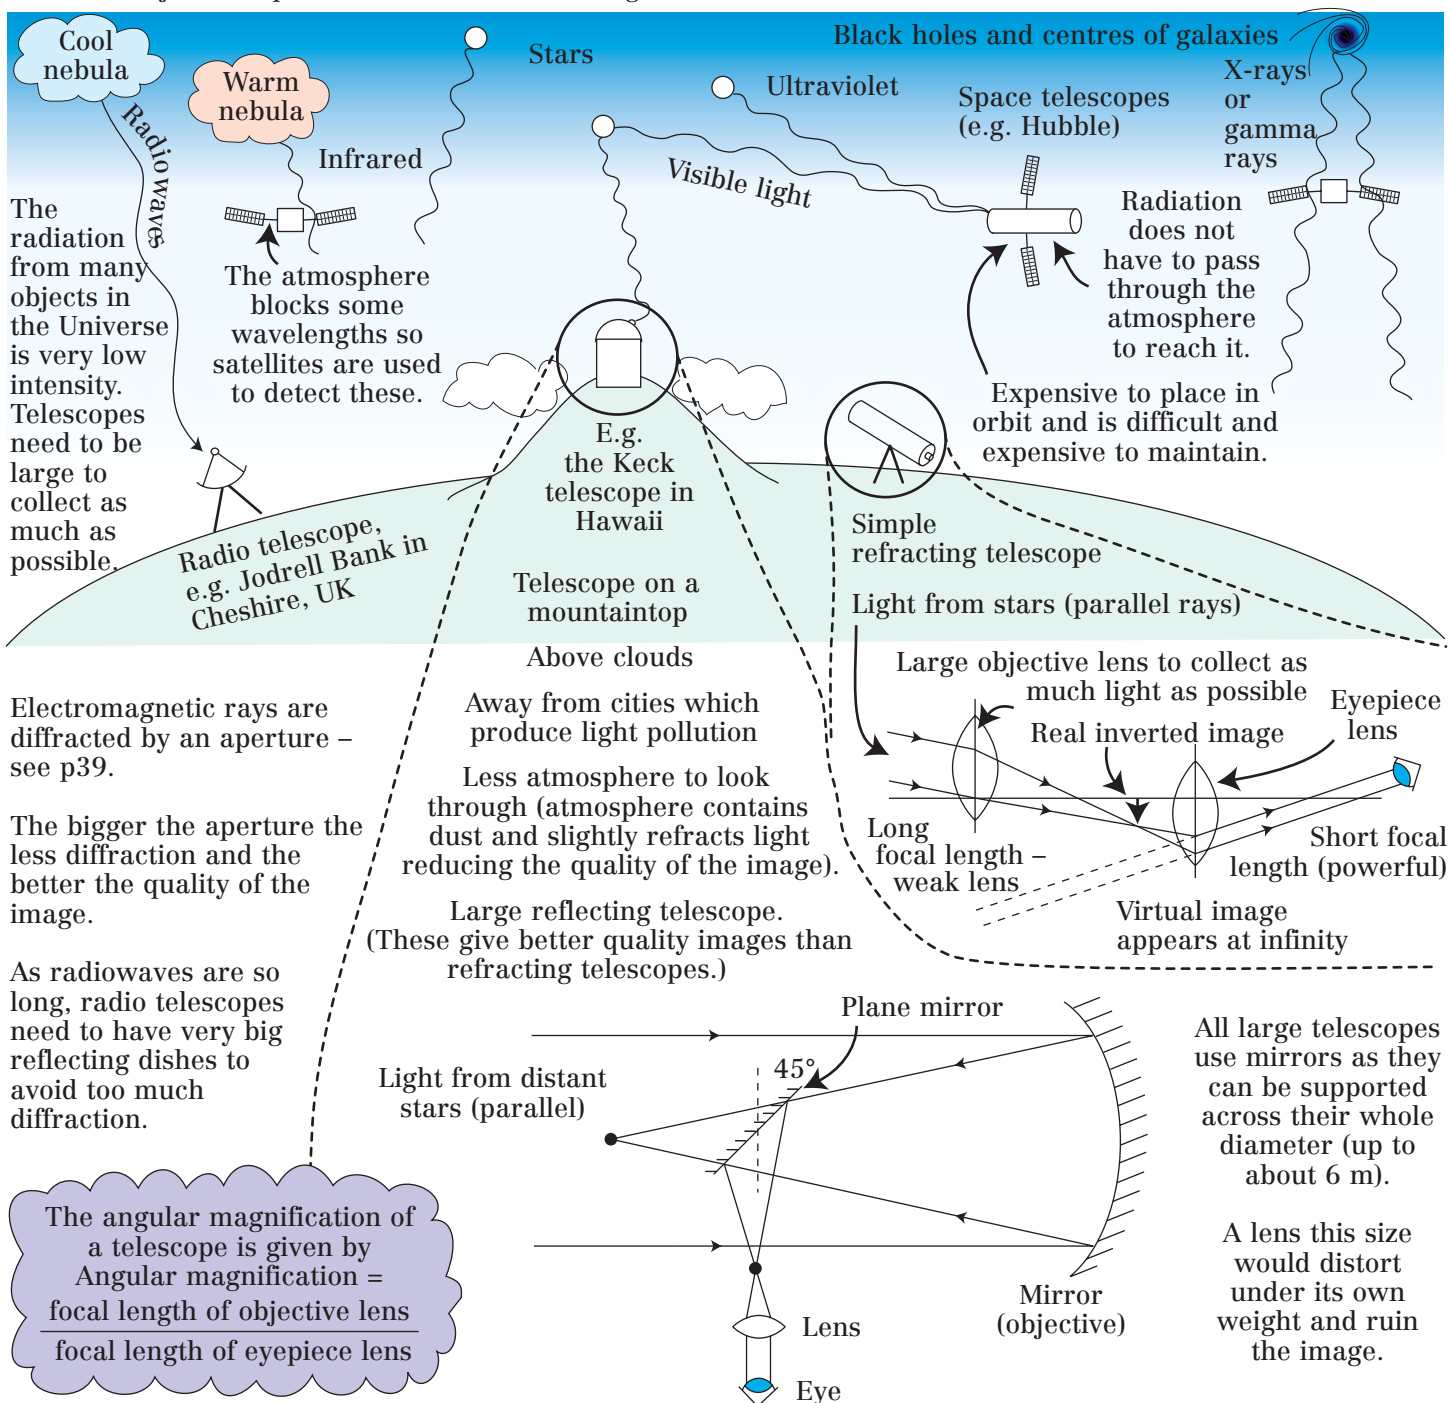 Cool
nebula
Warm
nebula
Stars
Black holes and centres of galaxies
X-rays
or
gamma
rays
Ultraviolet
Space telescopes
(e.g. Hubble)
Radiowaves
Infrared
Visible light
The
radiation
from many
objects in
the Universe
is very low
intensity.
Telescopes
need to be
large to
collect as
much as
possible.
The atmosphere
blocks some
wavelengths so
satellites are used
to detect these.
Radiation
does not
have to pass
through the
atmosphere
to reach it.
Expensive to place in
orbit and is difficult and
expensive to maintain.
Radio telescope,
e.g. Jodrell Bank in
Cheshire, UK
E.g.
the Keck
telescope in
Hawaii
Telescope on a
mountaintop
Above clouds
Away from cities which
produce light pollution
Less atmosphere to look
through (atmosphere contains
dust and slightly refracts light
reducing the quality of the image).
Large reflecting telescope.
(These give better quality images than
refracting telescopes.)
Simple
refracting telescope
Light from stars (parallel rays)
Large objective lens to collect as
much light as possible
Real inverted image
Eyepiece
lens
Long
focal length –
weak lens
Short focal
length (powerful)
Virtual image
appears at infinity
Electromagnetic rays are
diffracted by an aperture –
see p39.
The bigger the aperture the
less diffraction and the
better the quality of the
image.
As radiowaves are so
long, radio telescopes
need to have very big
reflecting dishes to
avoid too much
diffraction.
The angular magnification of
a telescope is given by
Angular magnification =
focal length of objective lens
focal length of eyepiece lens
Plane mirror
45°
Light from distant
stars (parallel)
Mirror
(objective)
Lens
Eye
All large telescopes
use mirrors as they
can be supported
across their whole
diameter (up to
about 6 m).
A lens this size
would distort
under its own
weight and ruin
the image.